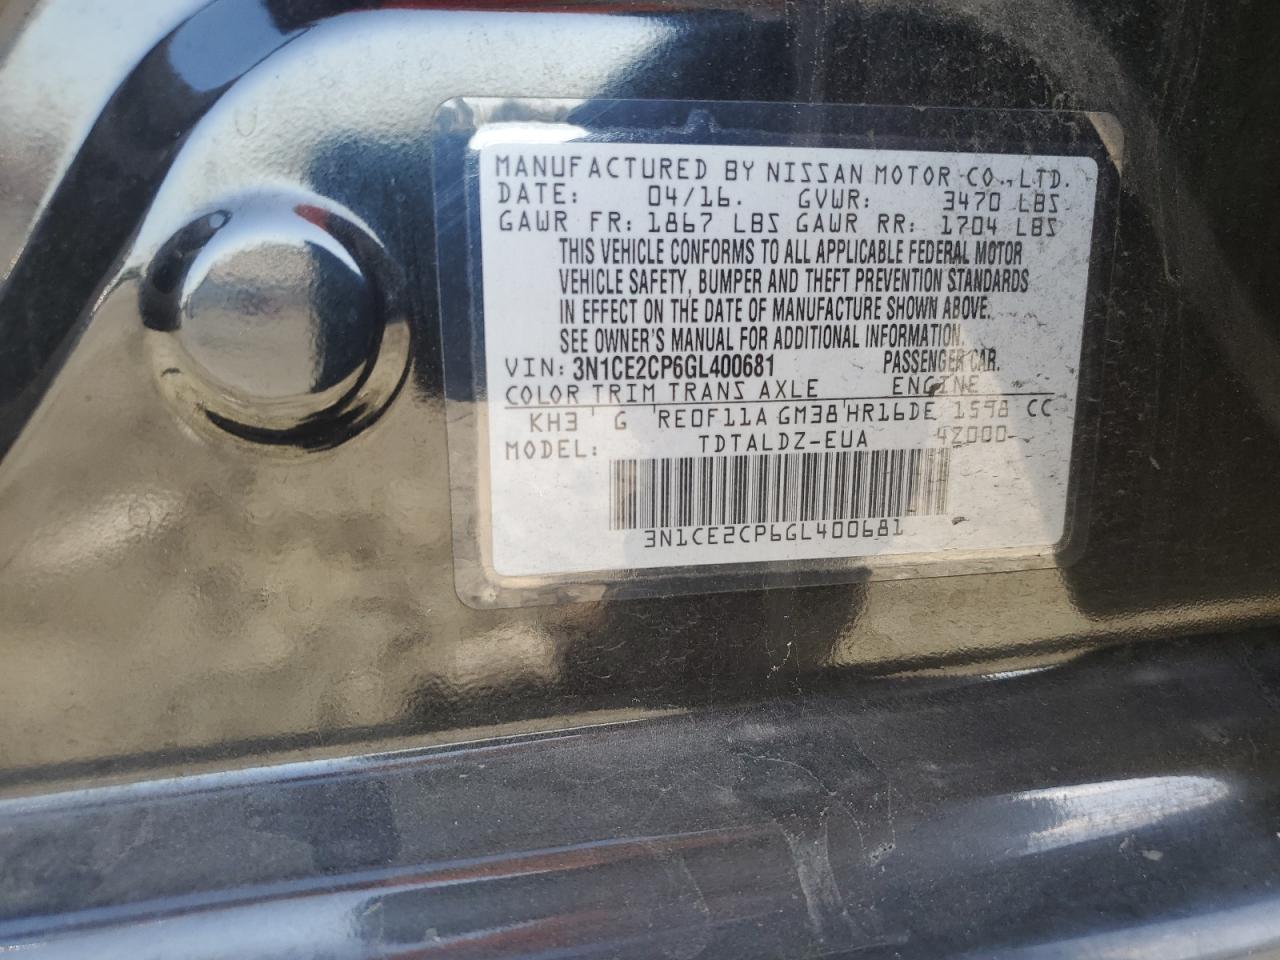 MANUFACTURED BY NISSAN MOTOR CO., LTD.
DATE: 04/16. GVWR: 3470 LBS
GAWR FR: 1867 LBS GAWR RR: 1704 LBS
THIS VEHICLE CONFORMS TO ALL APPLICABLE FEDERAL MOTOR
VEHICLE SAFETY, BUMPER AND THEFT PREVENTION STANDARDS
IN EFFECT ON THE DATE OF MANUFACTURE SHOWN ABOVE.
SEE OWNER'S MANUAL FOR ADDITIONAL INFORMATION.
VIN: 3N1CE2CP6GL400681 PASSENGER CAR.
COLOR TRIM TRANS AXLE ENGINE
KH3 ' G ' RE0F11A GM38 ' HR16DE 1598 CC
MODEL: TDTALDZ-EUA 42000-
3N1CE2CP6GL400681